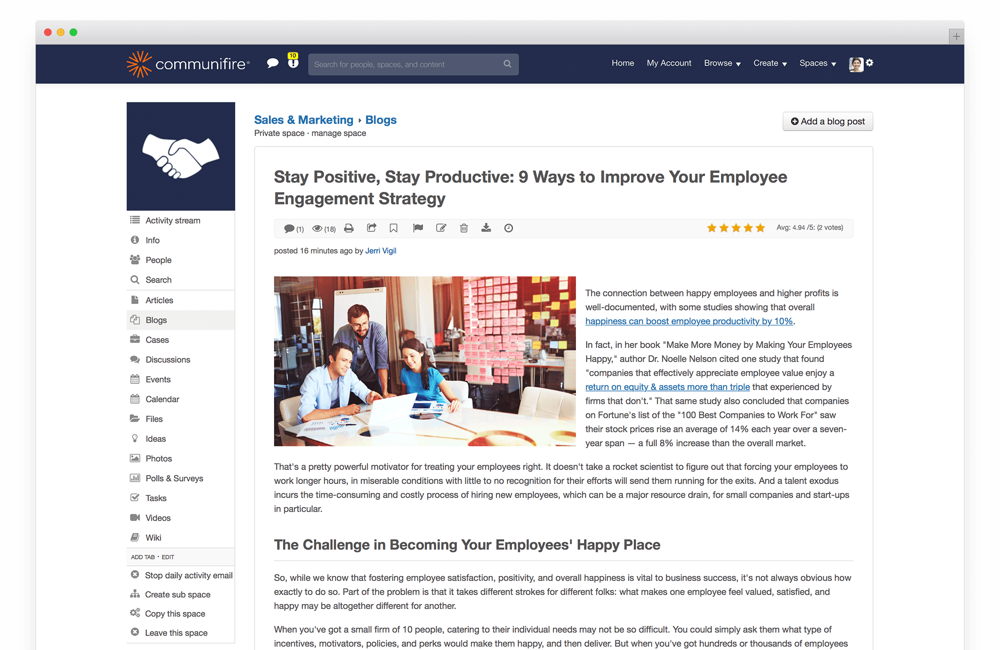 communifire®
10
Search for people, spaces, and content
Home
My Account
Browse
Create
Spaces
Sales & Marketing
Blogs
Private space · manage space
Add a blog post
Activity stream
Info
People
Search
Articles
Blogs
Cases
Discussions
Events
Calendar
Files
Ideas
Photos
Polls & Surveys
Tasks
Videos
Wiki
ADD TAB · EDIT
Stop daily activity email
Create sub space
Copy this space
Leave this space
Stay Positive, Stay Productive: 9 Ways to Improve Your Employee
Engagement Strategy
(1)
(18)
Avg: 4.94 /5: (2 votes)
posted 16 minutes ago by Jerri Vigil
The connection between happy employees and higher profits is
well-documented, with some studies showing that overall
happiness can boost employee productivity by 10%.
In fact, in her book "Make More Money by Making Your Employees
Happy," author Dr. Noelle Nelson cited one study that found
"companies that effectively appreciate employee value enjoy a
return on equity & assets more than triple that experienced by
firms that don't." That same study also concluded that companies
on Fortune's list of the "100 Best Companies to Work For" saw
their stock prices rise an average of 14% each year over a seven-
year span — a full 8% increase than the overall market.
That's a pretty powerful motivator for treating your employees right. It doesn't take a rocket scientist to figure out that forcing your employees to
work longer hours, in miserable conditions with little to no recognition for their efforts will send them running for the exits. And a talent exodus
incurs the time-consuming and costly process of hiring new employees, which can be a major resource drain, for small companies and start-ups
in particular.
The Challenge in Becoming Your Employees' Happy Place
So, while we know that fostering employee satisfaction, positivity, and overall happiness is vital to business success, it's not always obvious how
exactly to do so. Part of the problem is that it takes different strokes for different folks: what makes one employee feel valued, satisfied, and
happy may be altogether different for another.
When you've got a small firm of 10 people, catering to their individual needs may not be so difficult. You could simply ask them what type of
incentives, motivators, policies, and perks would make them happy, and then deliver. But when you've got hundreds or thousands of employees